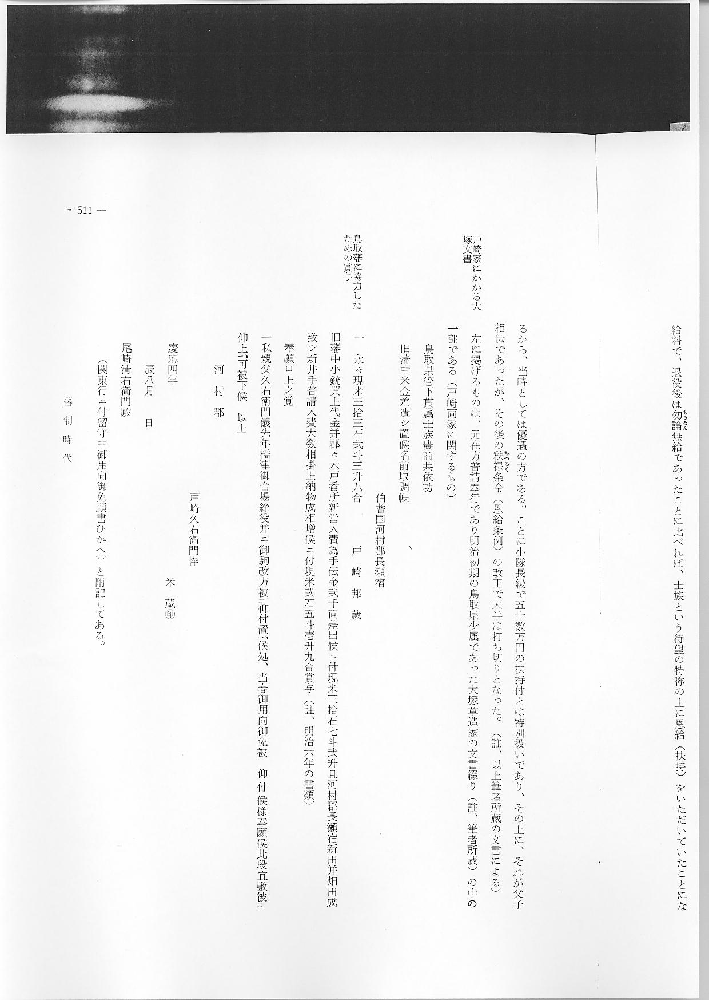 給料で、退役後は勿論無給であったことに比べれば、士族という待望の特称の上に恩給（扶持）をいただいていたことにな
もちろん
るから、当時としては優遇の方である。ことに小隊長級で五十数万円の扶持付とは特別扱いであり、その上に、それが父子
相伝であったが、その後の秩禄条令（恩給条例）の改正で大半は打ち切りとなった。（註、以上筆者所蔵の文書による）
ちつろく
戸崎家にかかる大
塚文書
左に掲げるものは、元在方普請奉行であり明治初期の鳥取県少属であった大塚章造家の文書綴り（註、筆者所蔵）の中の
一部である（戸崎両家に関するもの）
鳥取県管下貫属士族農商共依功
旧藩中米金差遣シ置候名前取調帳
伯耆国河村郡長瀬宿
鳥取藩に協力した
ための賞与
一　永々現米三拾三石弐斗三升九合　　　戸　崎　邦　蔵
旧藩中小銃買上代金并郡々木戸番所新営入費為手伝金弐千両差出候ニ付現米三拾石七斗弐升且河村郡長瀬宿新田并畑田成
致シ新井手普請入費大数相掛上納物成相増候ニ付現米弐石五斗壱升九合賞与（註、明治六年の書類）
奉願口上之覚
一私親父久右衛門儀先年橋津御台場締役并ニ御駒改方被ニ仰付置一候処、当春御用向御免被　仰付候様奉願候此段宜敷被ニ
仰上一可被下候　以上
河　村　郡
戸崎久右衛門忰
米　蔵㊞
慶応四年
辰八月　　日
尾崎清右衛門殿
（関東行ニ付留守中御用向御免願書ひかへ）と附記してある。
藩制時代
— 511 —